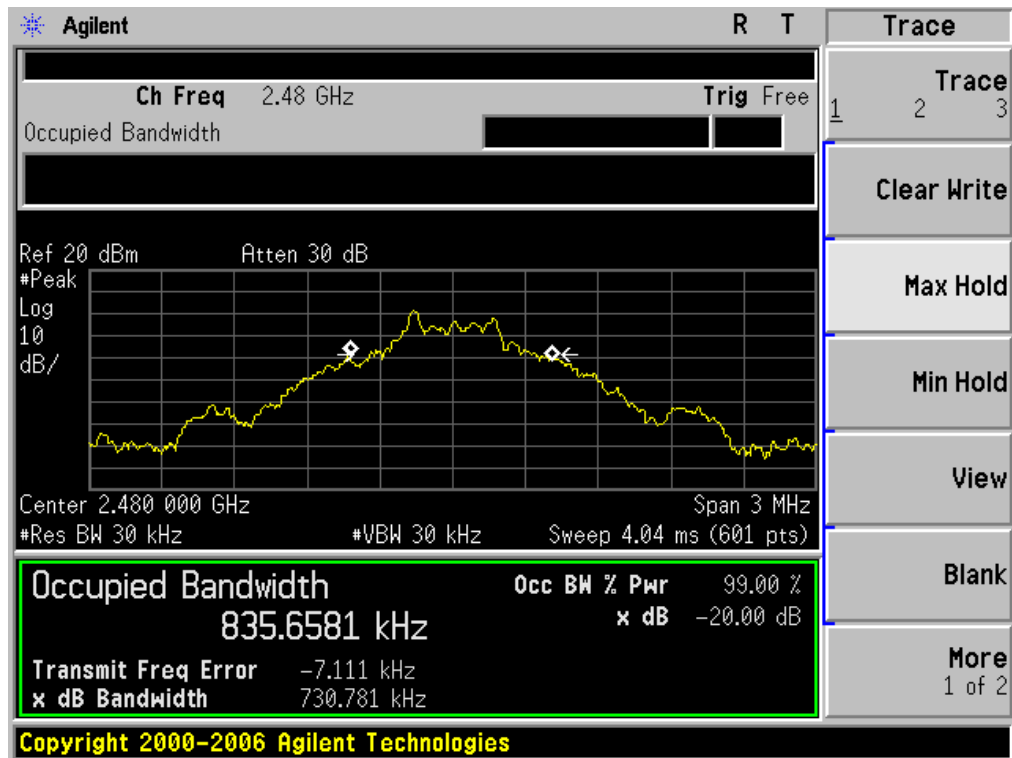 Agilent R T
Ch Freq 2.48 GHz Trig Free
Occupied Bandwidth
Ref 20 dBm Atten 30 dB
#Peak
Log
10
dB/
Center 2.480 000 GHz Span 3 MHz
#Res BW 30 kHz #VBW 30 kHz Sweep 4.04 ms (601 pts)
Occupied Bandwidth Occ BW % Pwr 99.00 %
835.6581 kHz x dB -20.00 dB
Transmit Freq Error -7.111 kHz
x dB Bandwidth 730.781 kHz
Copyright 2000-2006 Agilent Technologies
Trace
Trace
1 2 3
Clear Write
Max Hold
Min Hold
View
Blank
More
1 of 2